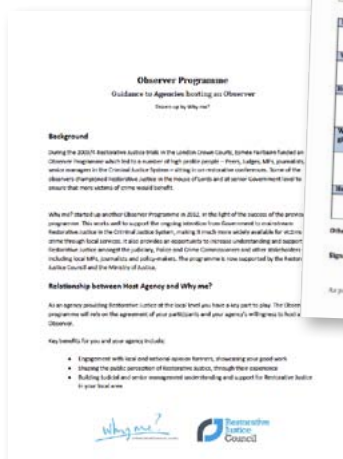 Observer Programme
Guidance to Agencies hosting an Observer
Drawn up by Why me?
Background
During the 2003/4 Restorative Justice trials in the London Crown Courts, funded an
Observer Programme which led to a number of high profile people – Peers, Judges, MPs, journalists,
senior managers in the Criminal Justice System – sitting in on restorative conferences. Some of the
observers championed Restorative Justice in the House of Lords and at senior Government level to
ensure that more victims of crime would benefit.
Why me? started up another Observer Programme in 2012, in the light of the success of the
programme. This works well to support the ongoing intention from Government to mainstream
Restorative Justice in the Criminal Justice System, making it much more widely available for victims
crime through local services. It also provides an opportunity to increase understanding and support
Restorative Justice amongst the judiciary, Police and Crime Commissioners and other stakeholders
including local MPs, journalists and policy-makers. The programme is now supported by the
Justice Council and the Ministry of Justice.
Relationship between Host Agency and Why me?
As an agency providing Restorative Justice at the local level you have a key part to play. The
programme will rely on the agreement of your participants and your agency's willingness to host
Observer.
Key benefits for you and your agency include:
• Engagement with local and national opinion formers, showcasing your good work
• Shaping the public perception of Restorative Justice, through their experience
• Building judicial and senior management understanding and support for Restorative Justice
in your local area
why me?
Restorative
Justice
Council